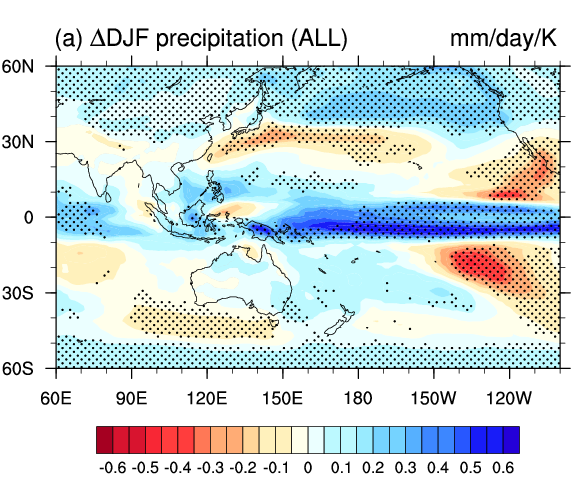 (a) ΔDJF precipitation (ALL) mm/day/K
60N
30N
0
30S
60S
60E 90E 120E 150E 180 150W 120W
-0.6 -0.5 -0.4 -0.3 -0.2 -0.1 0 0.1 0.2 0.3 0.4 0.5 0.6